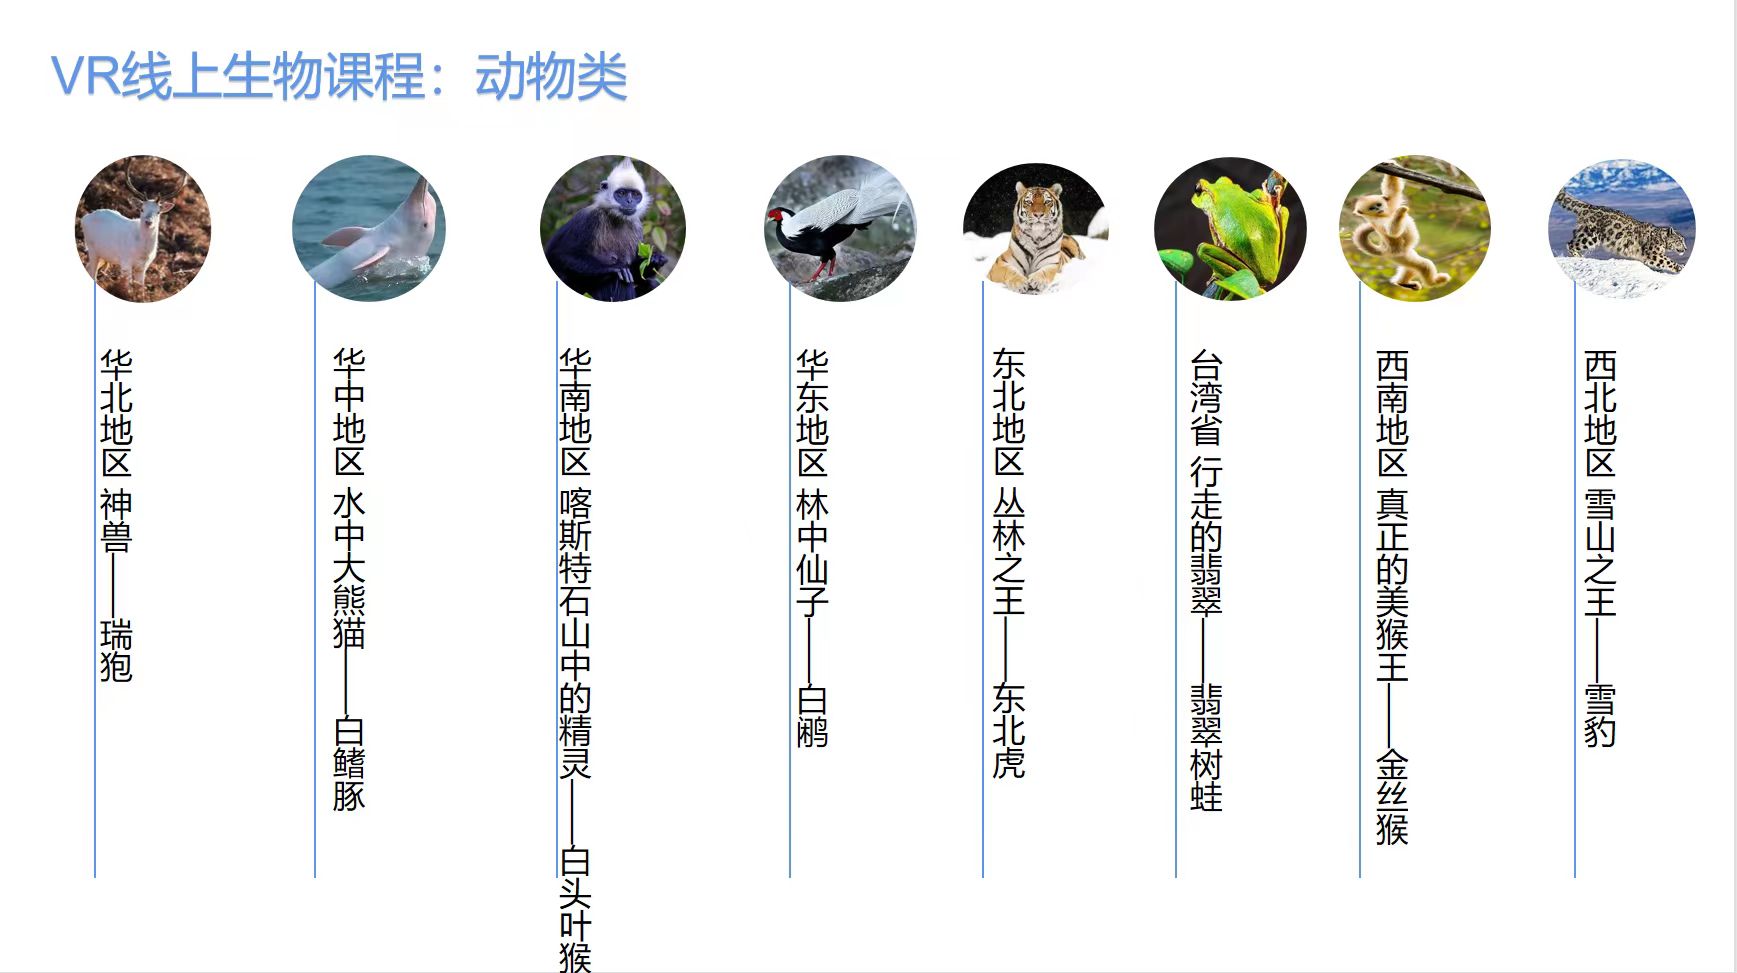 VR线上生物课程：动物类
华北地区 神兽——瑞狍
华中地区 水中大熊猫——白鳍豚
华南地区 喀斯特石山中的精灵——白头叶猴
华东地区 林中仙子——白鹇
东北地区 丛林之王——东北虎
台湾省 行走的翡翠——翡翠树蛙
西南地区 真正的美猴王——金丝猴
西北地区 雪山之王——雪豹